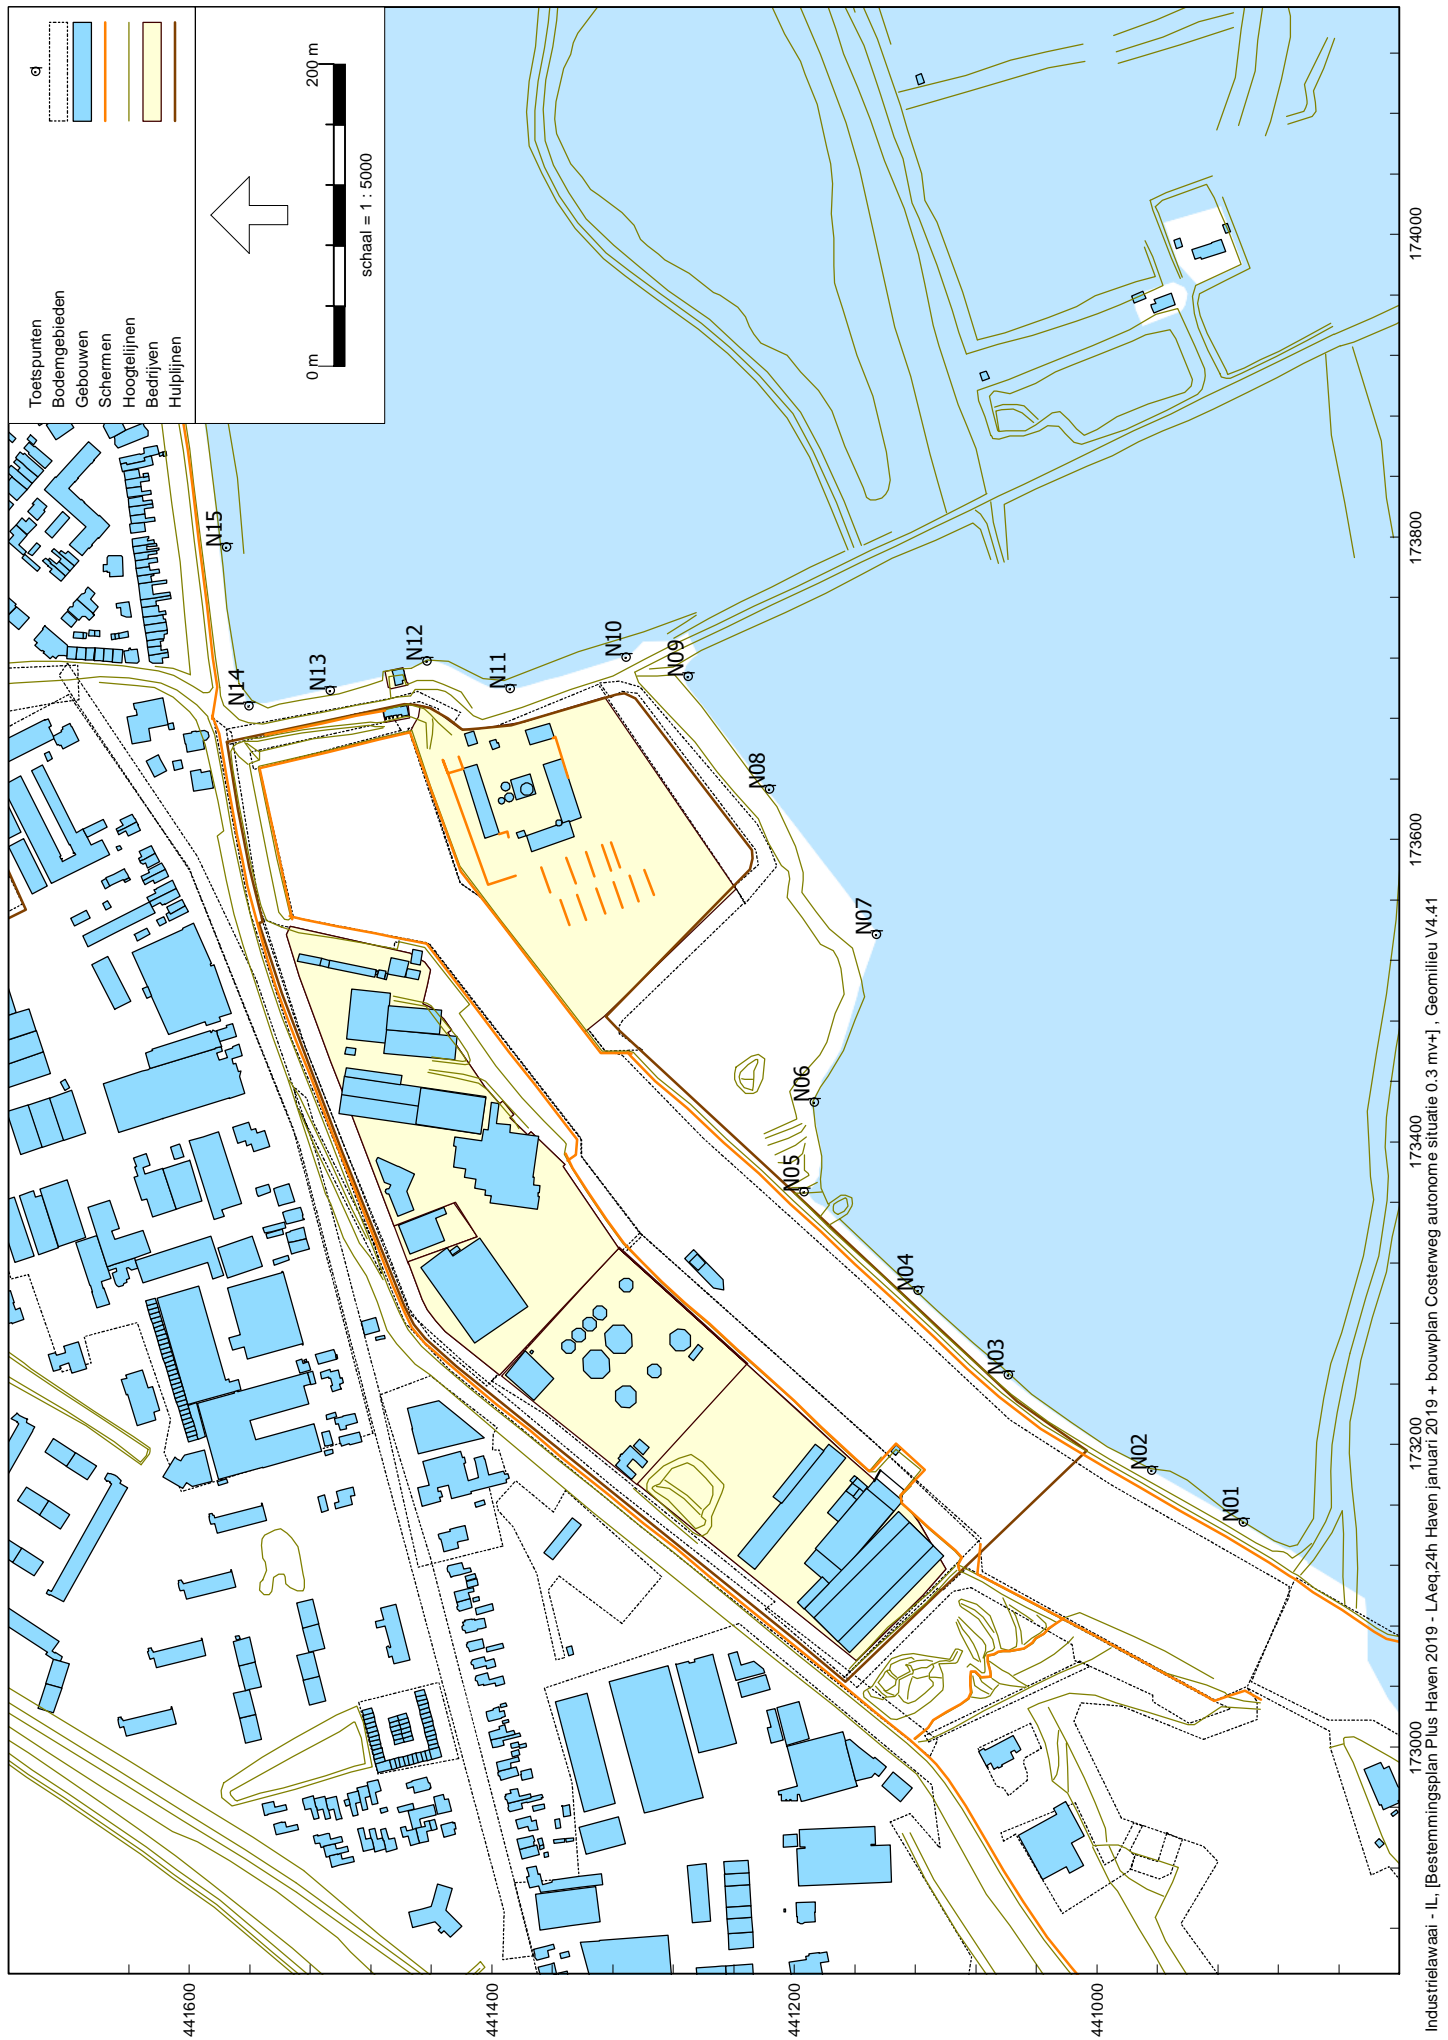 Toetspunten
Bodemgebieden
Gebouwen
Schermen
Hoogtelijnen
Bedrijven
Hulplijnen
0 m
200 m
schaal = 1 : 5000
N15
N14
N13
N12
N11
N10
N09
N08
N07
N06
N05
N04
N03
N02
N01
441600
441400
441200
441000
173000
173200
173400
173600
173800
174000
Industrielawaai - IL, [Bestemmingsplan Plus Haven 2019 - LAeq,24h Haven januari 2019 + bouwplan Costerweg autonome situatie 0.3 mv+] , Geomilieu V4.41